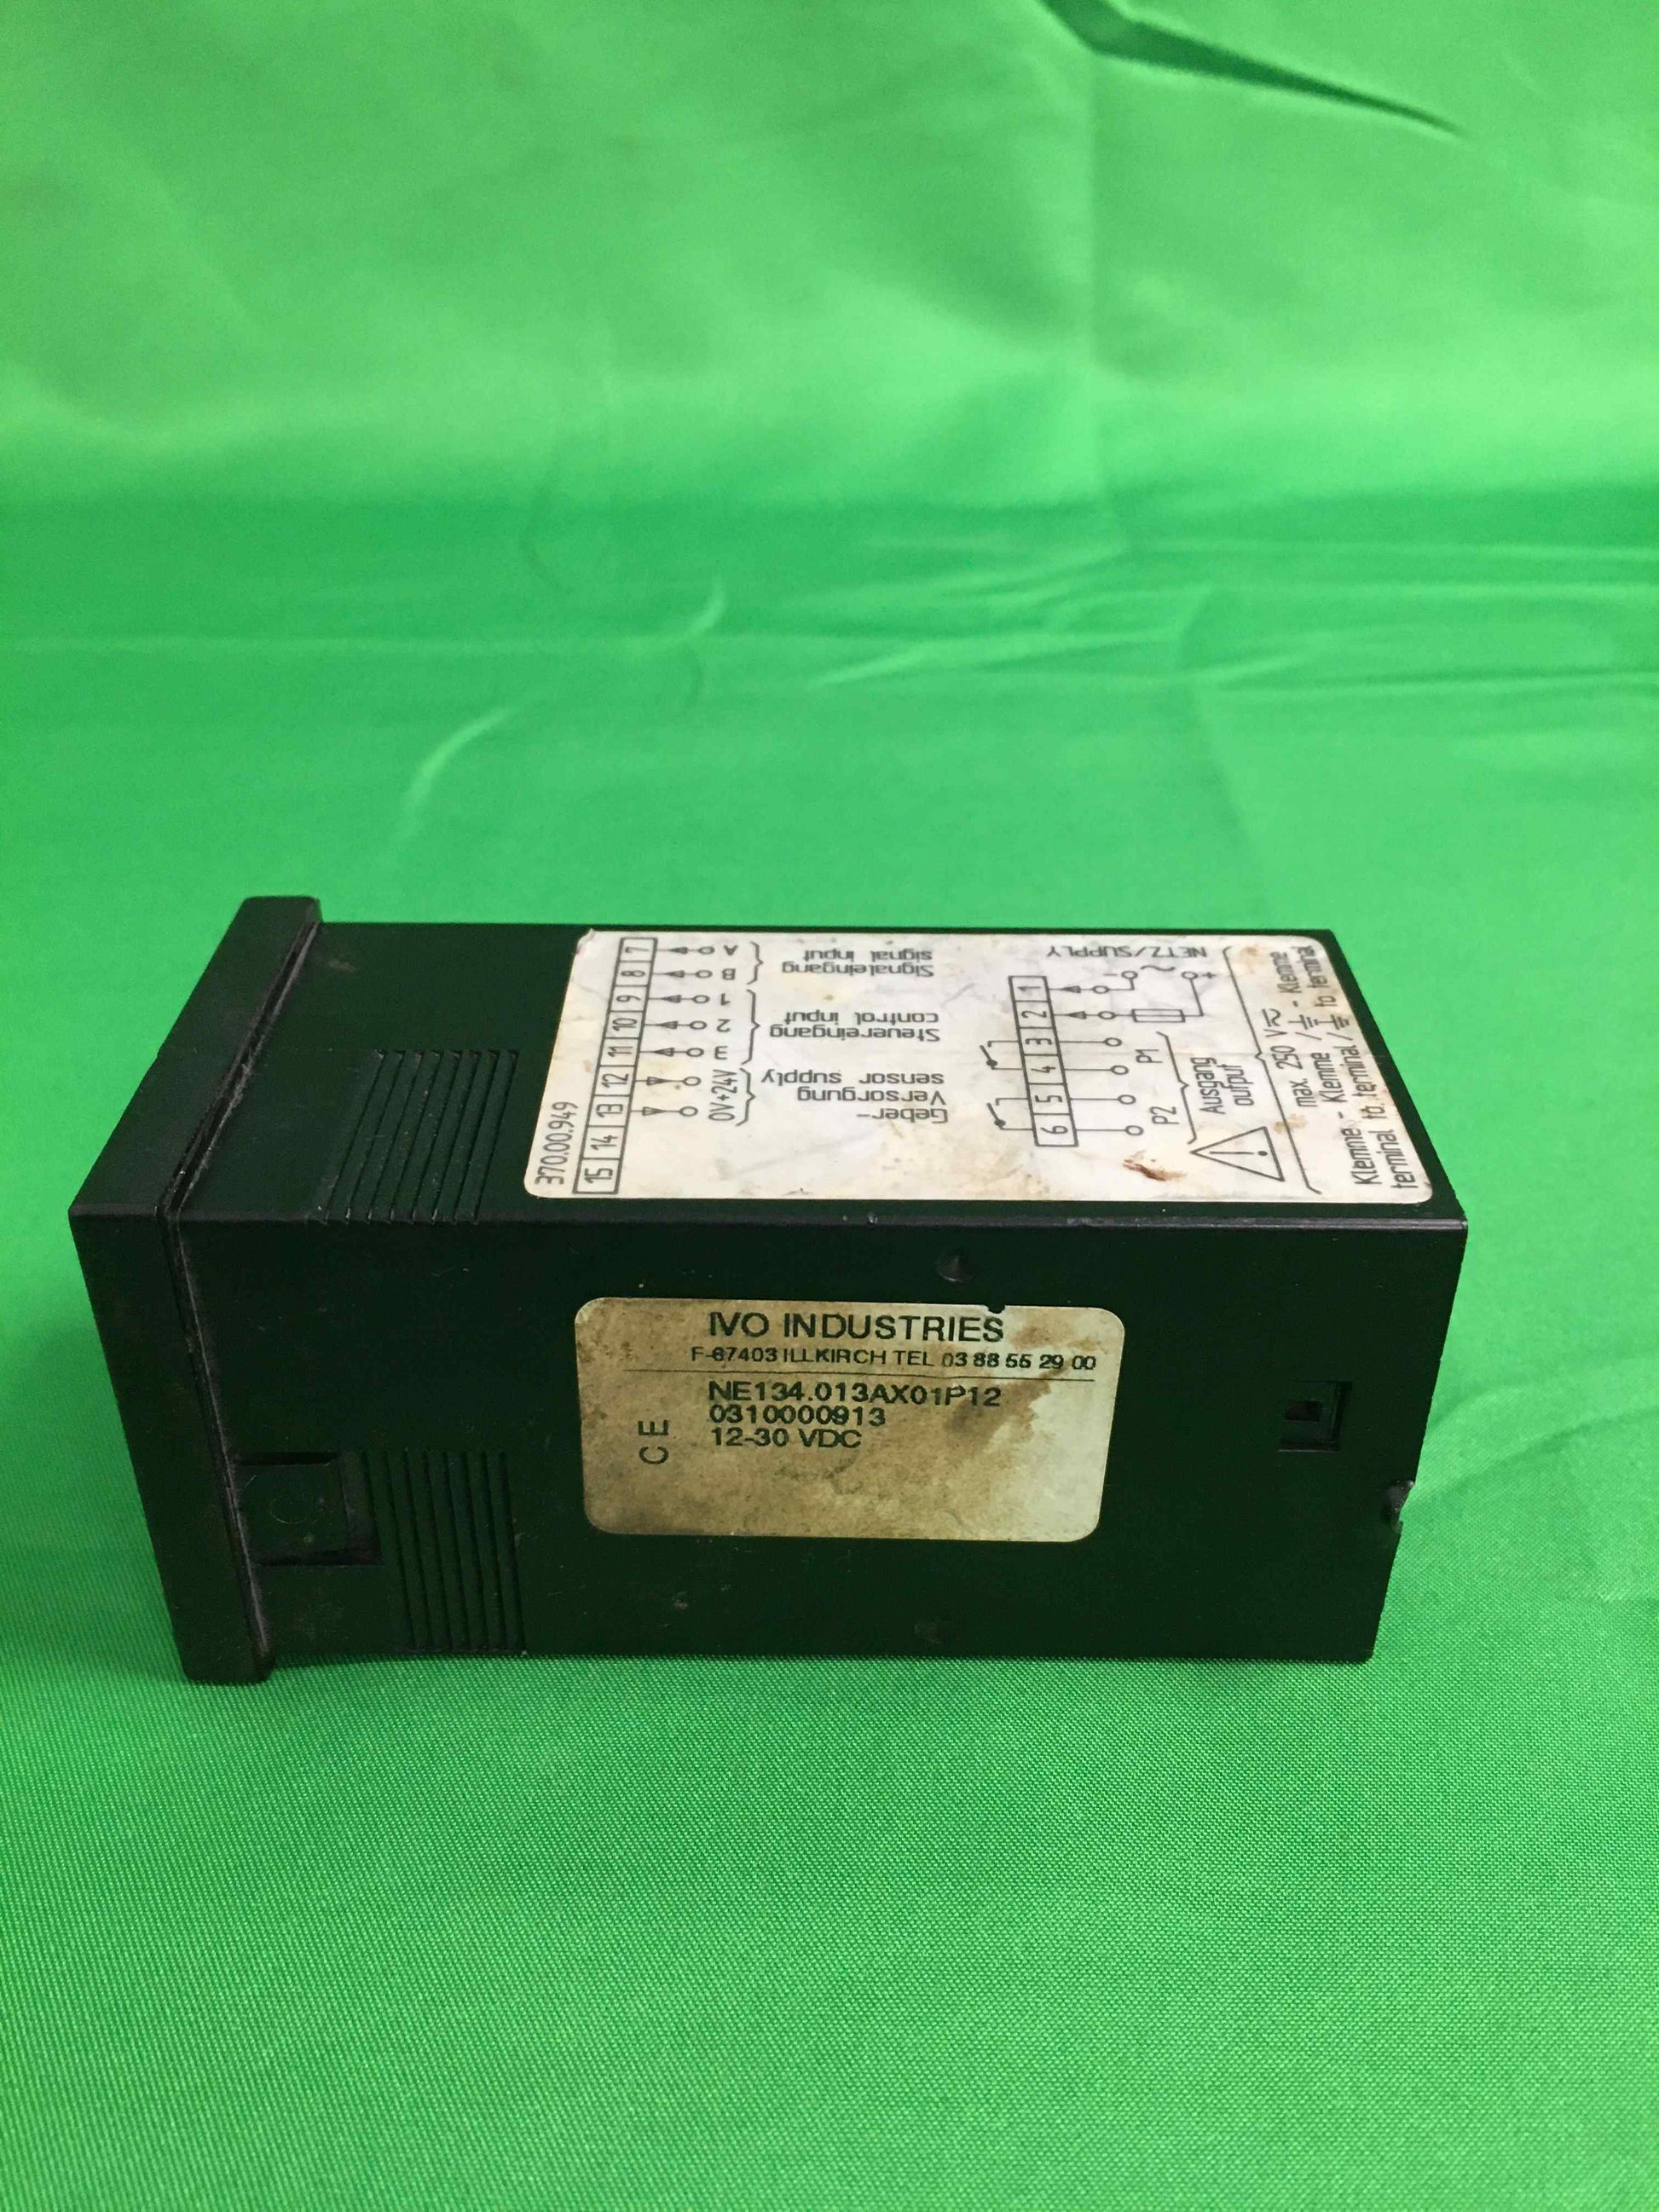 370.00.949
15 14 13 12 11 10 9 8 7
0V +24V 3 2 1 B A
Geber-
Versorgung
sensor supply
Steuereingang
control input
Signaleingang
signal input
6 5 4 3 2 1
P2 P1
- ~ +
NETZ/SUPPLY
Ausgang
output
max. 250 V
Klemme - Klemme / - Klemme
terminal to terminal / to terminal
IVO INDUSTRIES
F-67403 ILLKIRCH TEL 03 88 55 29 00
NE134.013AX01P12
0310000913
12-30 VDC
CE